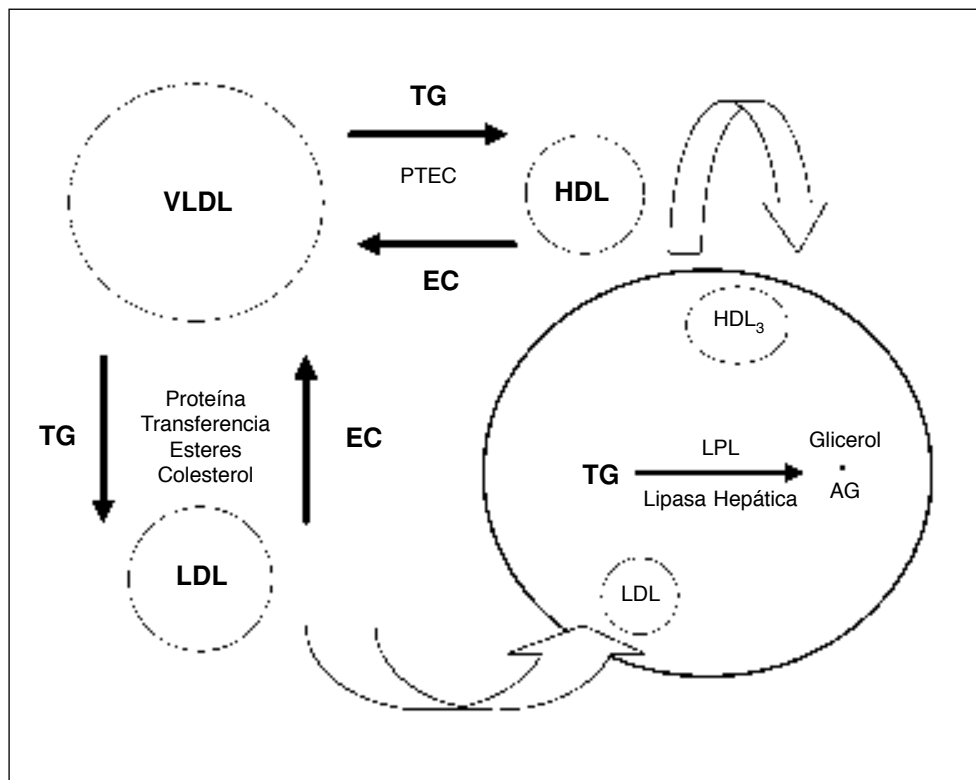 TG
PTEC
VLDL
HDL
EC
HDL3
Proteína
Transferencia
Esteres
Colesterol
TG
EC
LPL
Glicerol
TG
Lipasa Hepática
AG
LDL
LDL